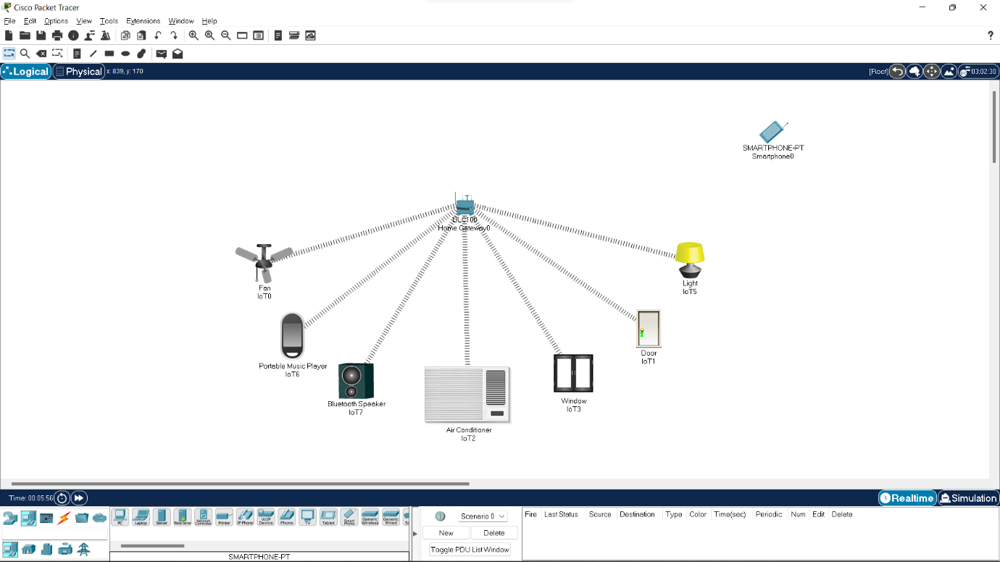 Cisco Packet Tracer
File Edit Options View Tools Extensions Window Help
?
Logical Physical x: 839, y: 170
[Root] 03:02:30
SMARTPHONE-PT
Smartphone0
DLC100
Home Gateway0
Fan
IoT0
Light
IoT5
Door
IoT1
Portable Music Player
IoT6
Bluetooth Speaker
IoT7
Window
IoT3
Air Conditioner
IoT2
Time: 00:05:56
Realtime Simulation
PC Laptop Server Printer IP Phone VoIP Device Phone TV Tablet Smart Phone Generic Wireless Generic Wired
SMARTPHONE-PT
Scenario 0
New Delete
Toggle PDU List Window
Fire Last Status Source Destination Type Color Time(sec) Periodic Num Edit Delete